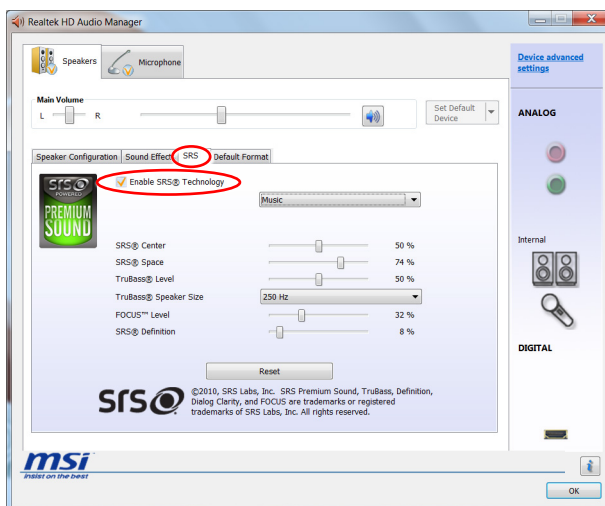 Realtek HD Audio Manager
Speakers
Microphone
Device advanced
settings
Main Volume
L
R
Set Default
Device
ANALOG
Speaker Configuration
Sound Effect
SRS
Default Format
SRS
POWERED
PREMIUM
SOUND
Enable SRS® Technology
Music
SRS® Center
50 %
SRS® Space
74 %
TruBass® Level
50 %
TruBass® Speaker Size
250 Hz
FOCUS™ Level
32 %
SRS® Definition
8 %
Internal
DIGITAL
Reset
SRS
©2010, SRS Labs, Inc. SRS Premium Sound, TruBass, Definition,
Dialog Clarity, and FOCUS are trademarks or registered
trademarks of SRS Labs, Inc. All rights reserved.
msi
insist on the best
i
OK